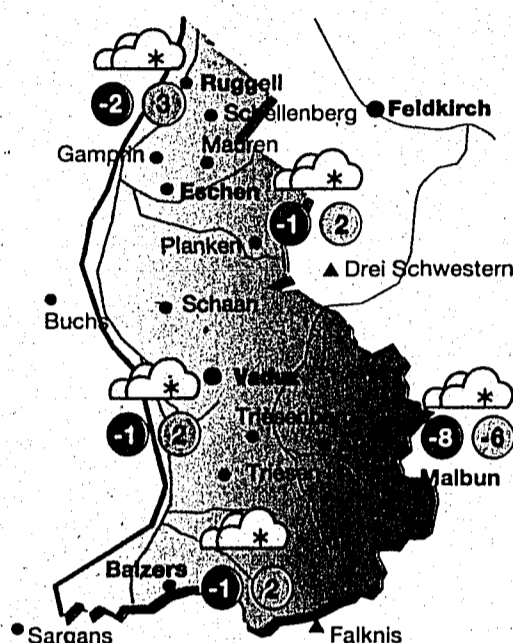 Ruggell
-2 3
Schellenberg
Feldkirch
Gamprin
Mauren
Eschen
-1 2
Planken
Drei Schwestern
Schaan
Buchs
Vaduz
-1 2
Triesenberg
-8 -6
Malbun
Triesen
Balzers
-1 2
Sargans
Falknis